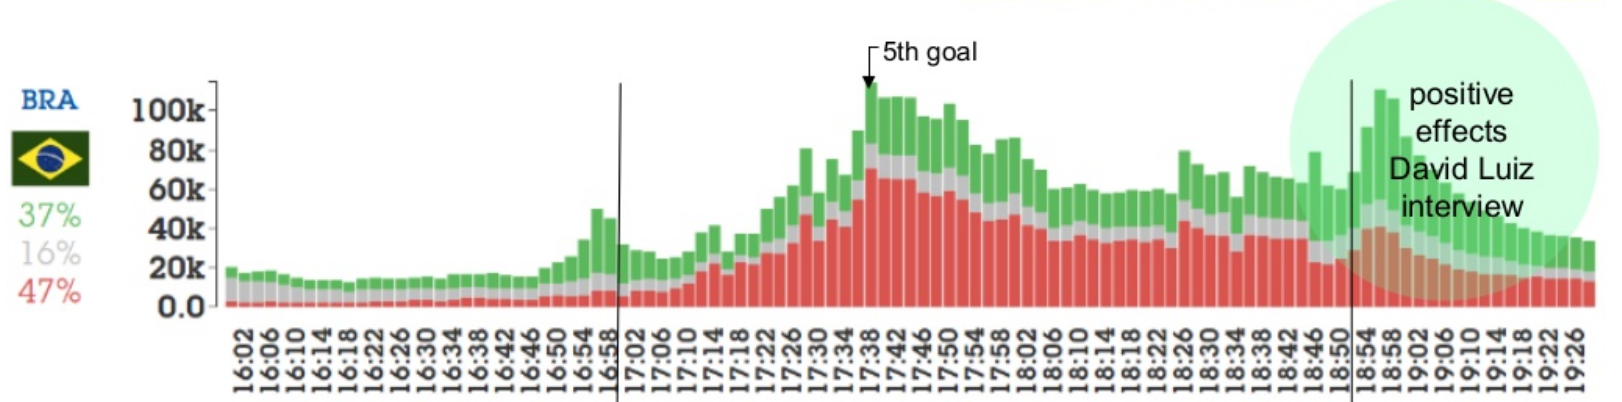 5th goal
BRA
37%
16%
47%
100k
80k
60k
40k
20k
0.0
positive
effects
David Luiz
interview
16:02 16:06 16:10 16:14 16:18 16:22 16:26 16:30 16:34 16:38 16:42 16:46 16:50 16:54 16:58 17:02 17:06 17:10 17:14 17:18 17:22 17:26 17:30 17:34 17:38 17:42 17:46 17:50 17:54 17:58 18:02 18:06 18:10 18:14 18:18 18:22 18:26 18:30 18:34 18:38 18:42 18:46 18:50 18:54 18:58 19:02 19:06 19:10 19:14 19:18 19:22 19:26